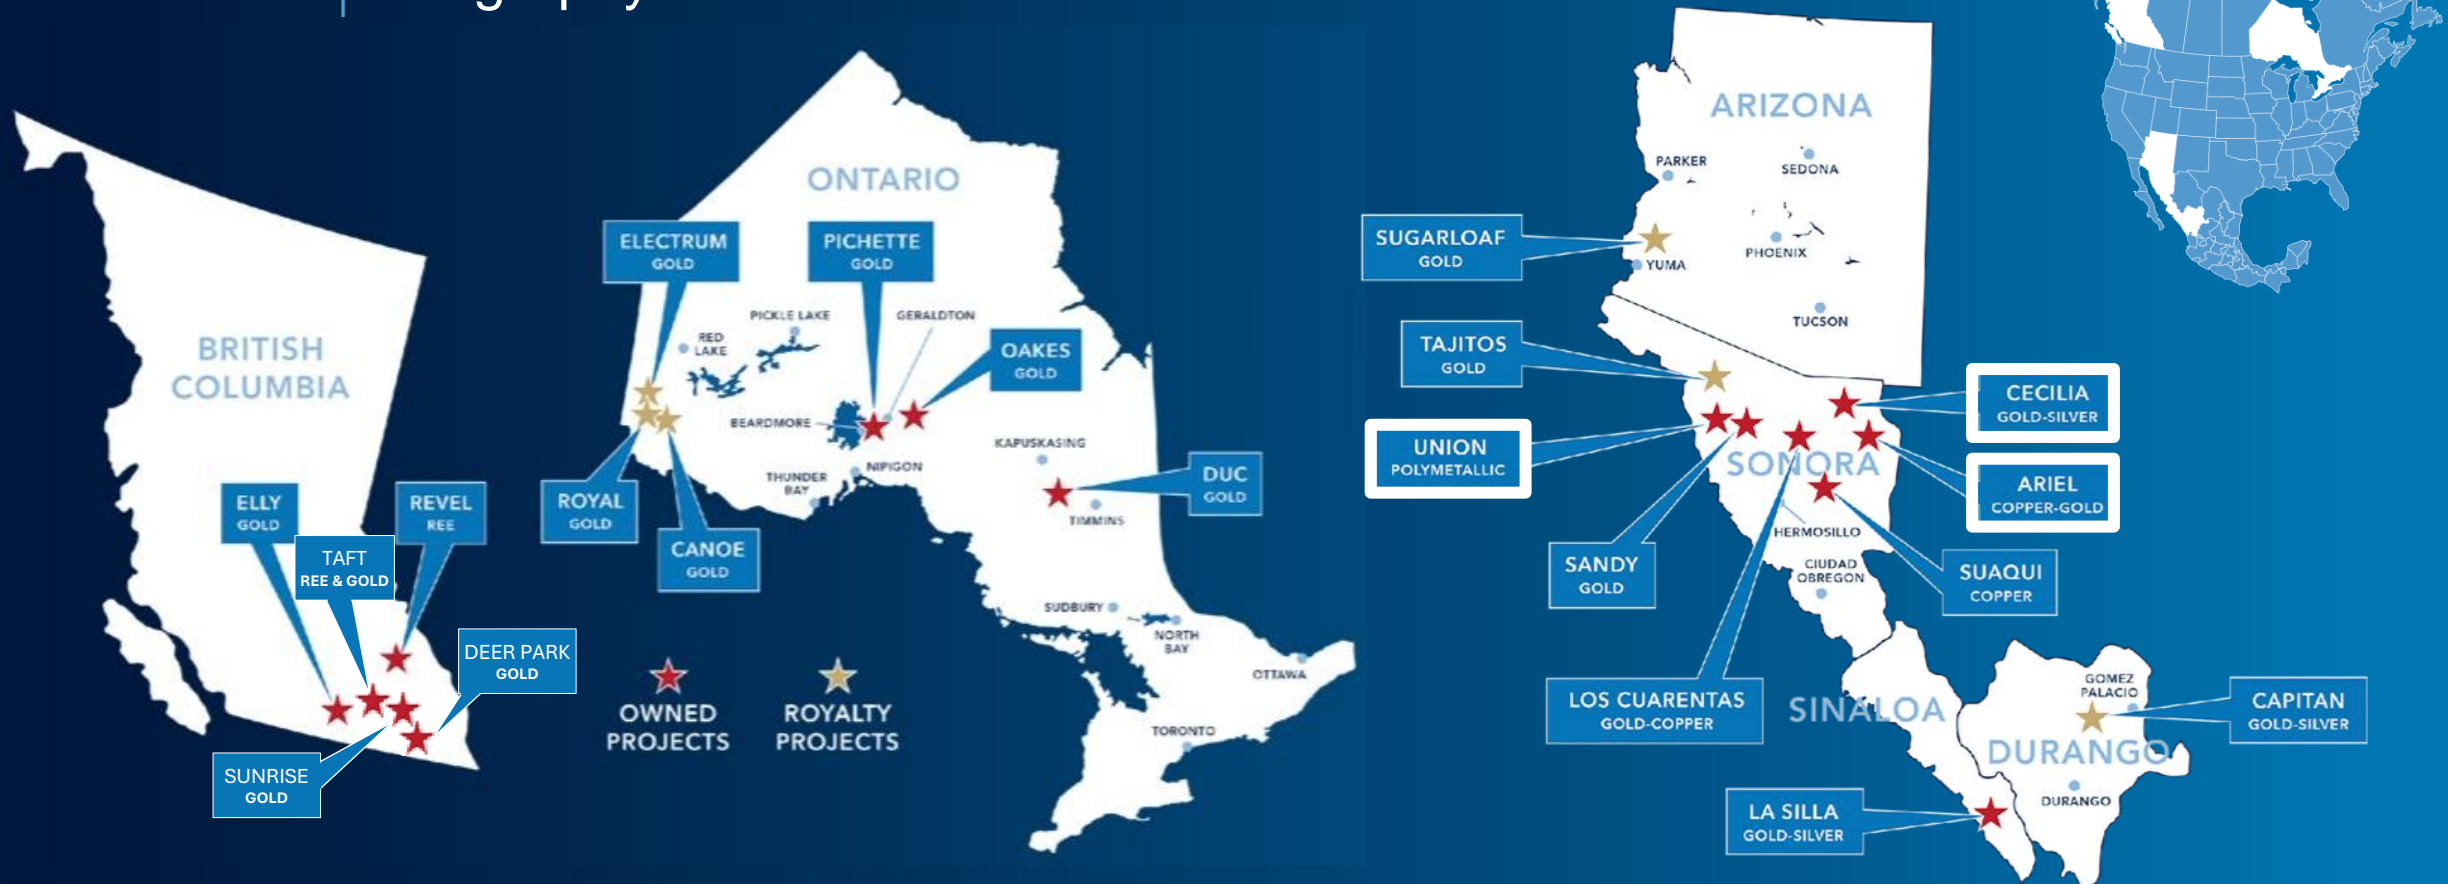 BRITISH
COLUMBIA
ELLY
GOLD
TAFT
REE & GOLD
REVEL
REE
DEER PARK
GOLD
SUNRISE
GOLD
ONTARIO
ELECTRUM
GOLD
PICHETTE
GOLD
PICKLE LAKE
GERALDTON
RED
LAKE
OAKES
GOLD
BEARDMORE
KAPUSKASING
THUNDER
BAY
NIPIGON
ROYAL
GOLD
CANOE
GOLD
DUC
GOLD
TIMMINS
SUDBURY
NORTH
BAY
OTTAWA
TORONTO
OWNED
PROJECTS
ROYALTY
PROJECTS
ARIZONA
PARKER
SEDONA
SUGARLOAF
GOLD
YUMA
PHOENIX
TUCSON
TAJITOS
GOLD
CECILIA
GOLD-SILVER
UNION
POLYMETALLIC
SONORA
ARIEL
COPPER-GOLD
HERMOSILLO
SANDY
GOLD
CIUDAD
OBREGON
SUAQUI
COPPER
LOS CUARENTAS
GOLD-COPPER
SINALOA
GOMEZ
PALACIO
CAPITAN
GOLD-SILVER
DURANGO
DURANGO
LA SILLA
GOLD-SILVER